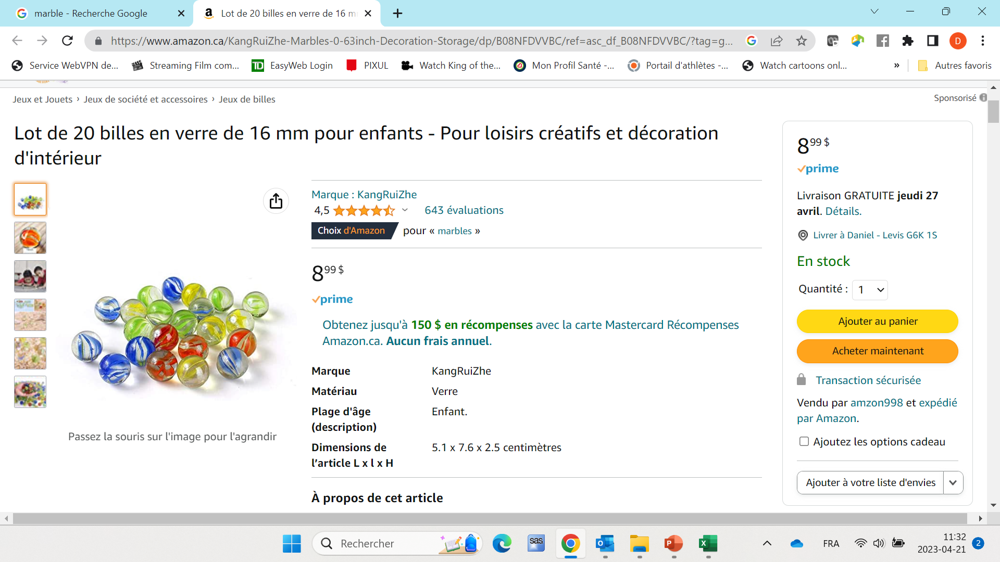 marble - Recherche Google
Lot de 20 billes en verre de 16 m
https://www.amazon.ca/KangRuiZhe-Marbles-0-63inch-Decoration-Storage/dp/B08NFDVVBC/ref=asc_df_B08NFDVVBC/?tag=g...
D
Service WebVPN de...
Streaming Film com...
TD
EasyWeb Login
PIXUL
Watch King of the...
Mon Profil Santé -...
Portail d'athlètes -...
Watch cartoons onl...
»
Autres favoris
Jeux et Jouets › Jeux de société et accessoires › Jeux de billes
Sponsorisé
Lot de 20 billes en verre de 16 mm pour enfants - Pour loisirs créatifs et décoration
d'intérieur
Marque : KangRuiZhe
4,5
643 évaluations
Choix d'Amazon pour « marbles »
8 99 $
prime
Obtenez jusqu'à 150 $ en récompenses avec la carte Mastercard Récompenses
Amazon.ca. Aucun frais annuel.
Marque KangRuiZhe
Matériau Verre
Plage d'âge Enfant.
(description)
Dimensions de 5.1 x 7.6 x 2.5 centimètres
l'article L x l x H
À propos de cet article
Passez la souris sur l'image pour l'agrandir
8 99 $
prime
Livraison GRATUITE jeudi 27
avril. Détails.
Livrer à Daniel - Levis G6K 1S
En stock
Quantité : 1
Ajouter au panier
Acheter maintenant
Transaction sécurisée
Vendu par amzon998 et expédié
par Amazon.
Ajoutez les options cadeau
Ajouter à votre liste d'envies
Rechercher
sas
FRA
11:32
2023-04-21
2